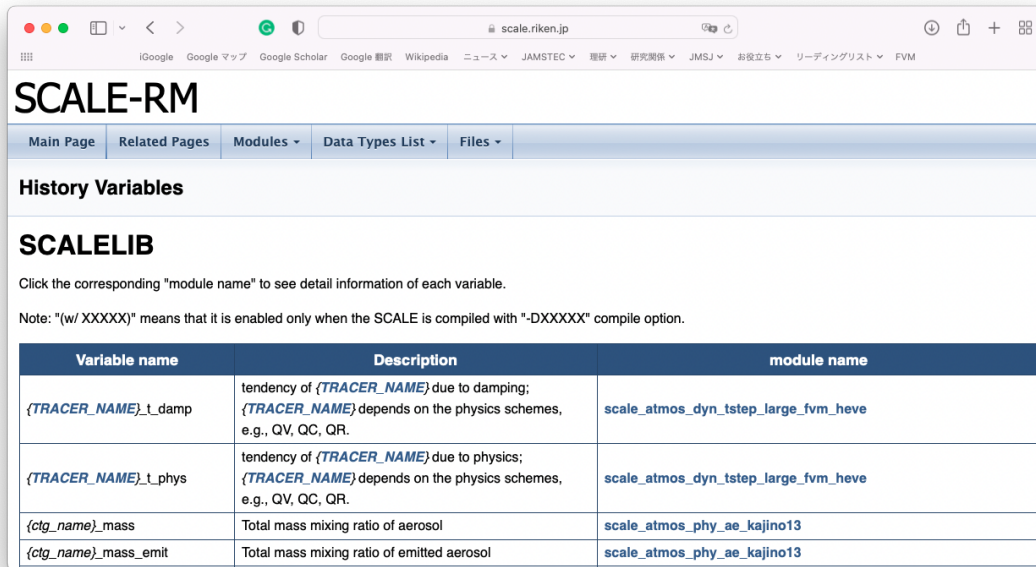 scale.riken.jp
iGoogle Google マップ Google Scholar Google 翻訳 Wikipedia ニュース JAMSTEC 理研 研究関係 JMSJ お役立ち リーディングリスト FVM
SCALE-RM
Main Page Related Pages Modules Data Types List Files
History Variables
SCALELIB
Click the corresponding "module name" to see detail information of each variable.
Note: "(w/ XXXXX)" means that it is enabled only when the SCALE is compiled with "-DXXXXX" compile option.
Variable name Description module name
{TRACER_NAME}_t_damp
tendency of {TRACER_NAME} due to damping;
{TRACER_NAME} depends on the physics schemes,
e.g., QV, QC, QR.
scale_atmos_dyn_tstep_large_fvm_heve
{TRACER_NAME}_t_phys
tendency of {TRACER_NAME} due to physics;
{TRACER_NAME} depends on the physics schemes,
e.g., QV, QC, QR.
scale_atmos_dyn_tstep_large_fvm_heve
{ctg_name}_mass Total mass mixing ratio of aerosol scale_atmos_phy_ae_kajino13
{ctg_name}_mass_emit Total mass mixing ratio of emitted aerosol scale_atmos_phy_ae_kajino13